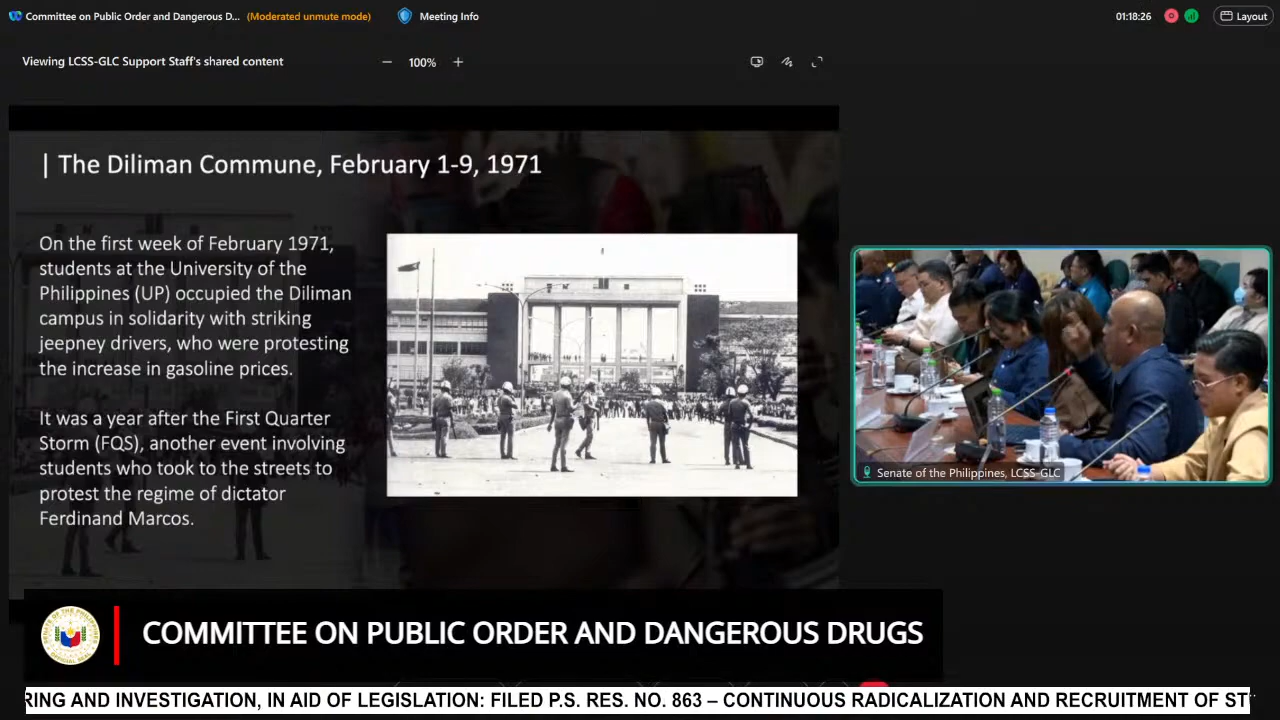 Committee on Public Order and Dangerous D... (Moderated unmute mode) Meeting Info 01:18:26 Layout
Viewing LCSS-GLC Support Staff's shared content 100%
| The Diliman Commune, February 1-9, 1971
On the first week of February 1971,
students at the University of the
Philippines (UP) occupied the Diliman
campus in solidarity with striking
jeepney drivers, who were protesting
the increase in gasoline prices.
It was a year after the First Quarter
Storm (FQS), another event involving
students who took to the streets to
protest the regime of dictator
Ferdinand Marcos.
Senate of the Philippines, LCSS-GLC
COMMITTEE ON PUBLIC ORDER AND DANGEROUS DRUGS
RING AND INVESTIGATION, IN AID OF LEGISLATION: FILED P.S. RES. NO. 863 – CONTINUOUS RADICALIZATION AND RECRUITMENT OF ST